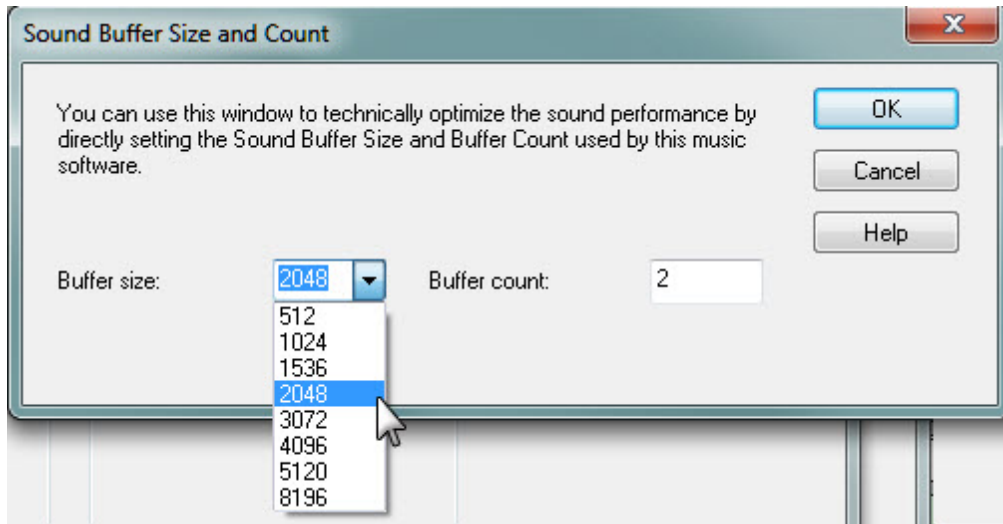 Sound Buffer Size and Count
You can use this window to technically optimize the sound performance by
directly setting the Sound Buffer Size and Buffer Count used by this music
software.
OK
Cancel
Help
Buffer size:
2048
Buffer count:
2
512
1024
1536
2048
3072
4096
5120
8196